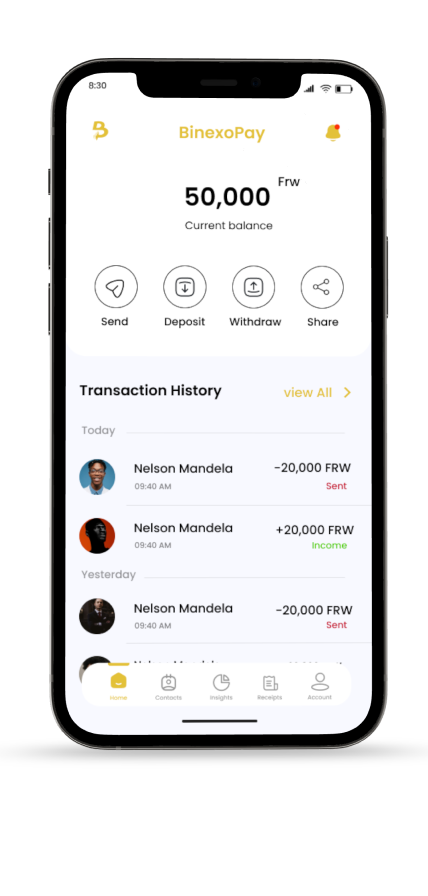 8:30
BinexoPay
50,000 Frw
Current balance
Send Deposit Withdraw Share
Transaction History view All
Today
Nelson Mandela -20,000 FRW
09:40 AM Sent
Nelson Mandela +20,000 FRW
09:40 AM Income
Yesterday
Nelson Mandela -20,000 FRW
09:40 AM Sent
Home Contacts Insights Receipts Account